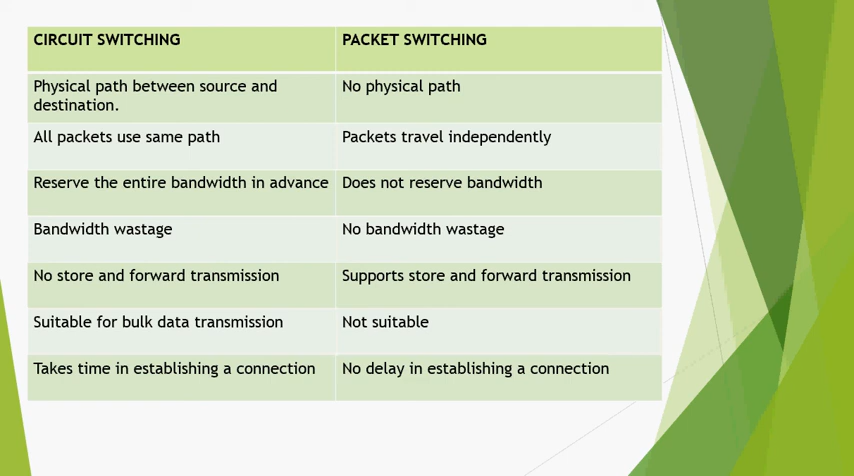 CIRCUIT SWITCHING
PACKET SWITCHING
Physical path between source and
destination.
No physical path
All packets use same path
Packets travel independently
Reserve the entire bandwidth in advance
Does not reserve bandwidth
Bandwidth wastage
No bandwidth wastage
No store and forward transmission
Supports store and forward transmission
Suitable for bulk data transmission
Not suitable
Takes time in establishing a connection
No delay in establishing a connection